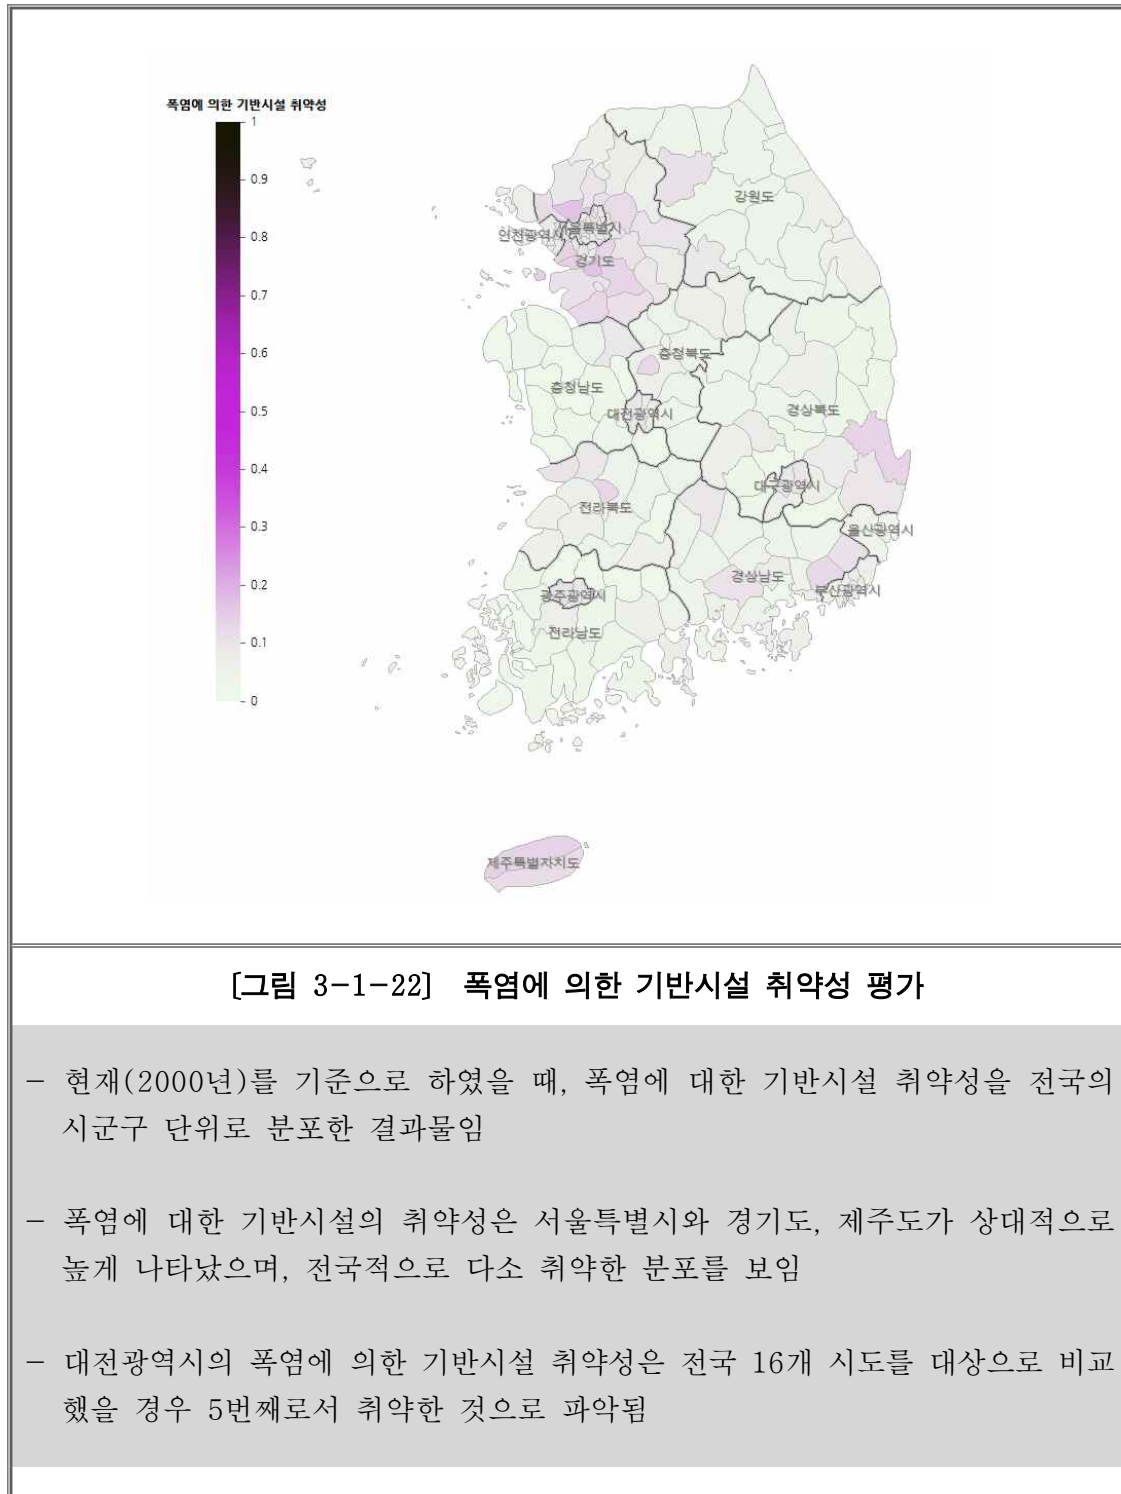 폭염에 의한 기반시설 취약성
1
0.9
0.8
0.7
0.6
0.5
0.4
0.3
0.2
0.1
0
강원도
서울특별시
인천광역시
경기도
충청북도
충청남도
대전광역시
경상북도
대구광역시
전라북도
울산광역시
경상남도
부산광역시
광주광역시
전라남도
제주특별자치도
[그림 3-1-22] 폭염에 의한 기반시설 취약성 평가
- 현재(2000년)를 기준으로 하였을 때, 폭염에 대한 기반시설 취약성을 전국의
시군구 단위로 분포한 결과물임
- 폭염에 대한 기반시설의 취약성은 서울특별시와 경기도, 제주도가 상대적으로
높게 나타났으며, 전국적으로 다소 취약한 분포를 보임
- 대전광역시의 폭염에 의한 기반시설 취약성은 전국 16개 시도를 대상으로 비교
했을 경우 5번째로서 취약한 것으로 파악됨